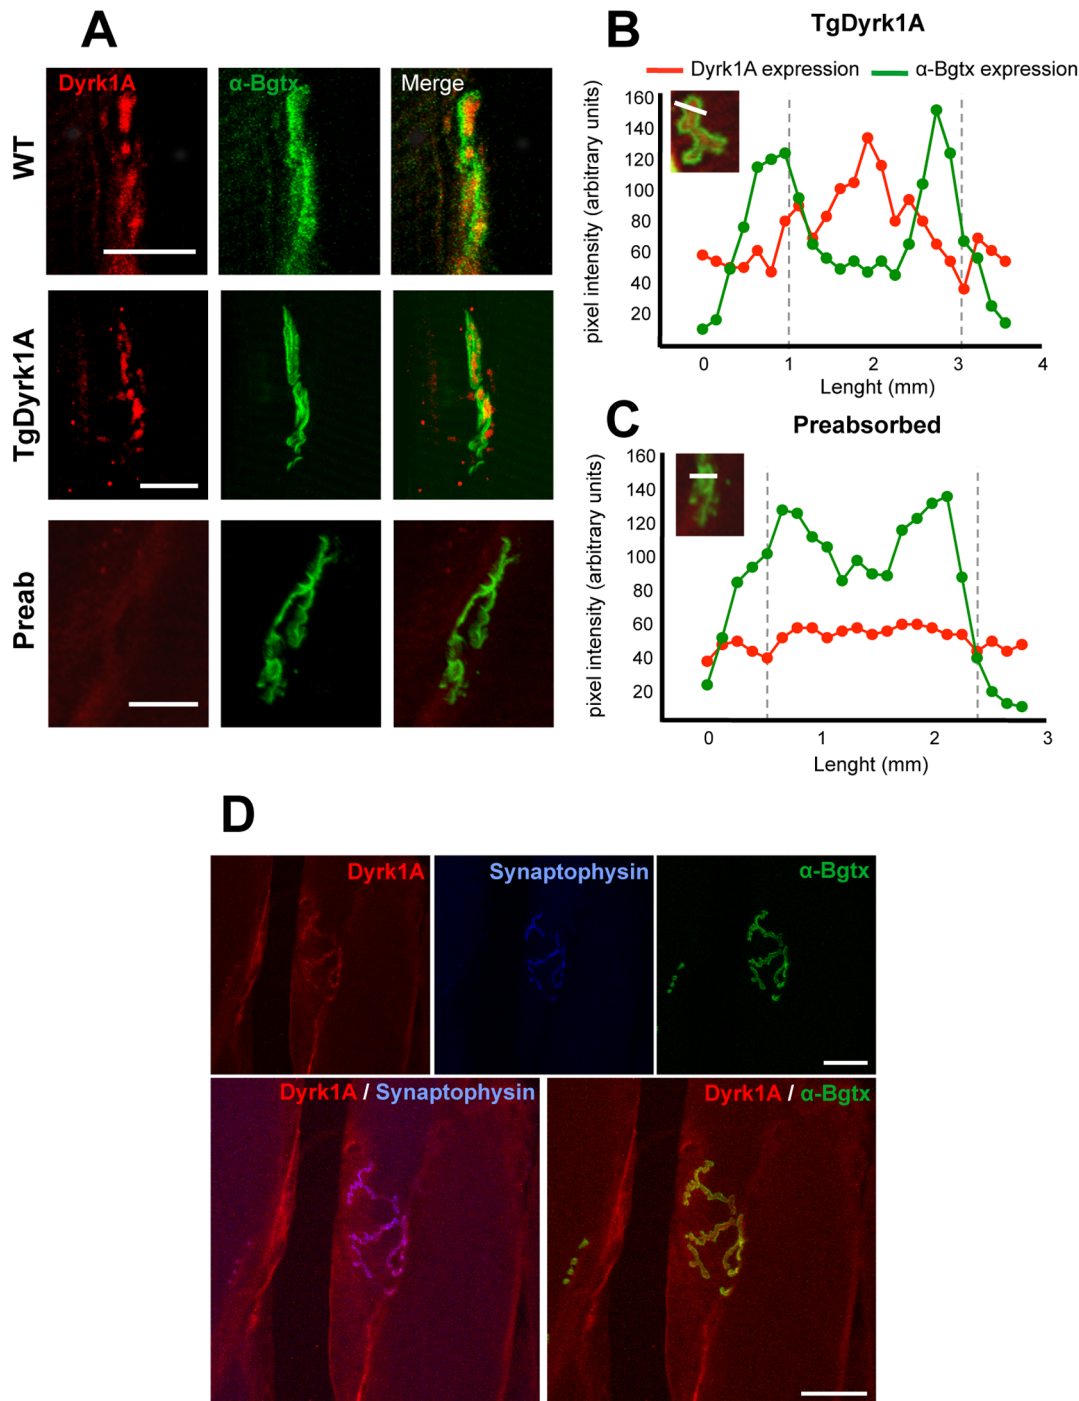 A
Dyrk1A
α-Bgtx
Merge
WT
TgDyrk1A
Preab
B
TgDyrk1A
Dyrk1A expression
α-Bgtx expression
pixel intensity (arbitrary units)
160
140
120
100
80
60
40
20
0 1 2 3 4
Lenght (mm)
C
Preabsorbed
pixel intensity (arbitrary units)
160
140
120
100
80
60
40
20
0 1 2 3
Lenght (mm)
D
Dyrk1A
Synaptophysin
α-Bgtx
Dyrk1A / Synaptophysin
Dyrk1A / α-Bgtx